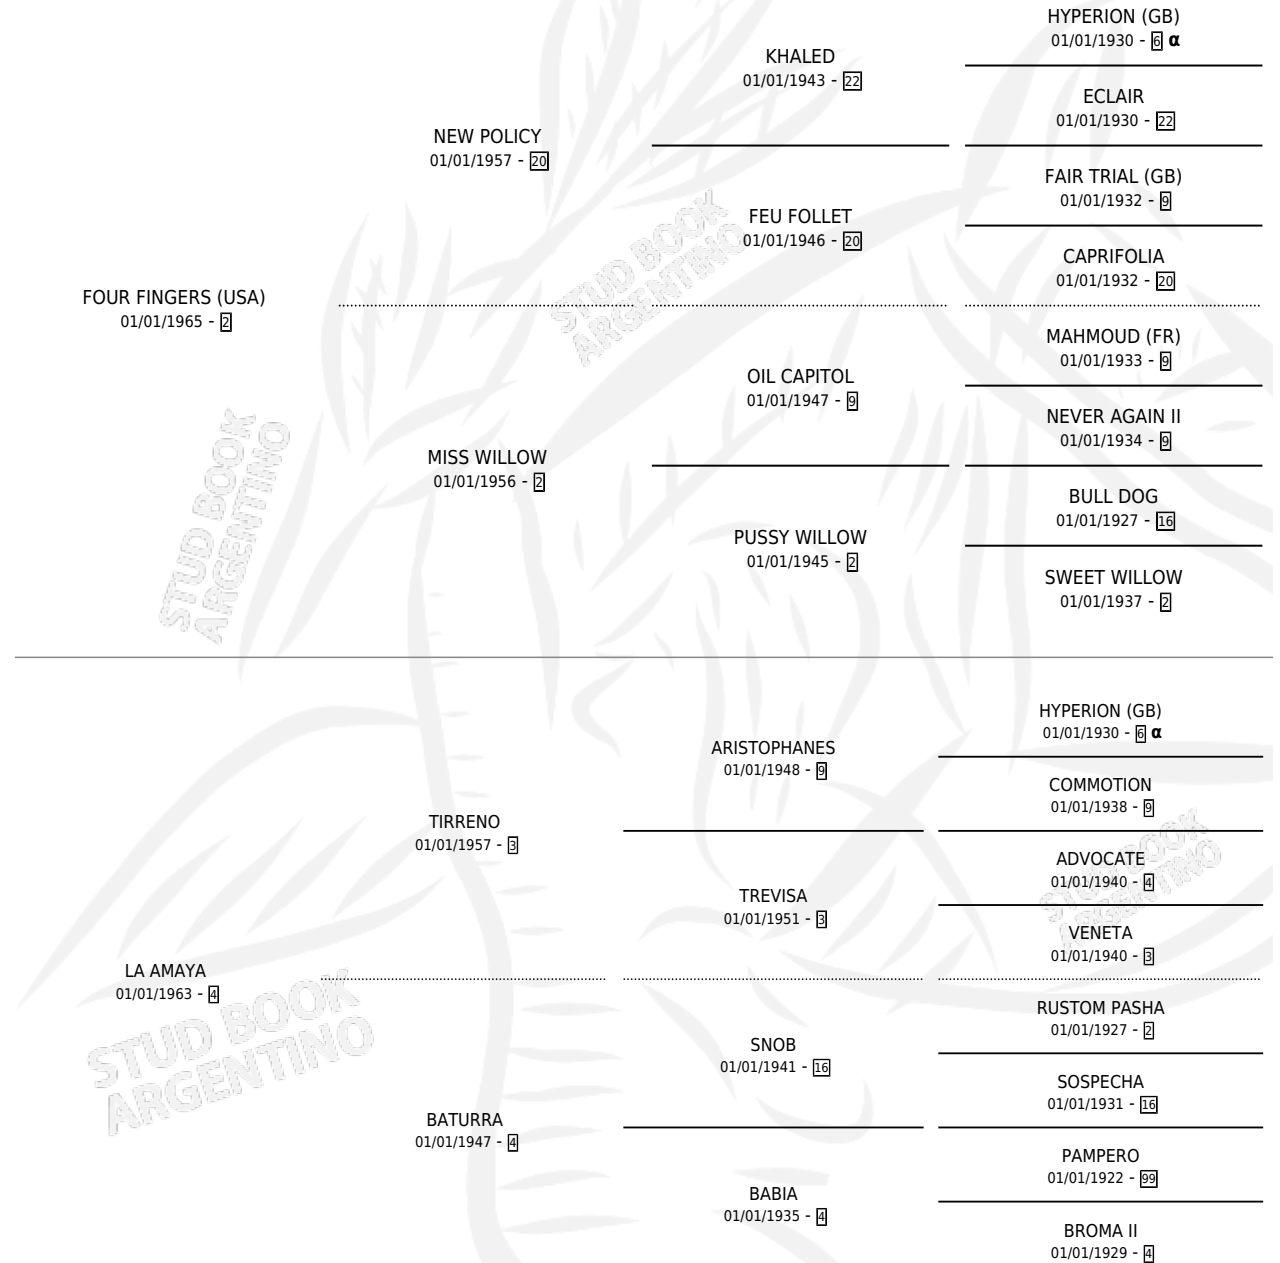 HYPERION (GB)
01/01/1930 - 6 α
KHALED
01/01/1943 - 22
ECLAIR
01/01/1930 - 22
NEW POLICY
01/01/1957 - 20
FAIR TRIAL (GB)
01/01/1932 - 9
FEU FOLLET
01/01/1946 - 20
CAPRIFOLIA
01/01/1932 - 20
FOUR FINGERS (USA)
01/01/1965 - 2
MAHMOUD (FR)
01/01/1933 - 9
OIL CAPITOL
01/01/1947 - 9
NEVER AGAIN II
01/01/1934 - 9
MISS WILLOW
01/01/1956 - 2
BULL DOG
01/01/1927 - 16
PUSSY WILLOW
01/01/1945 - 2
SWEET WILLOW
01/01/1937 - 2
STUD BOOK
ARGENTINO
STUD BOOK
ARGENTINO
HYPERION (GB)
01/01/1930 - 6 α
ARISTOPHANES
01/01/1948 - 9
COMMOTION
01/01/1938 - 9
TIRRENO
01/01/1957 - 3
ADVOCATE
01/01/1940 - 4
TREVISA
01/01/1951 - 3
VENETA
01/01/1940 - 3
STUD BOOK
ARGENTINO
LA AMAYA
01/01/1963 - 4
RUSTOM PASHA
01/01/1927 - 2
SNOB
01/01/1941 - 16
SOSPECHA
01/01/1931 - 16
STUD BOOK
ARGENTINO
BATURRA
01/01/1947 - 4
PAMPERO
01/01/1922 - 99
BABIA
01/01/1935 - 4
BROMA II
01/01/1929 - 4